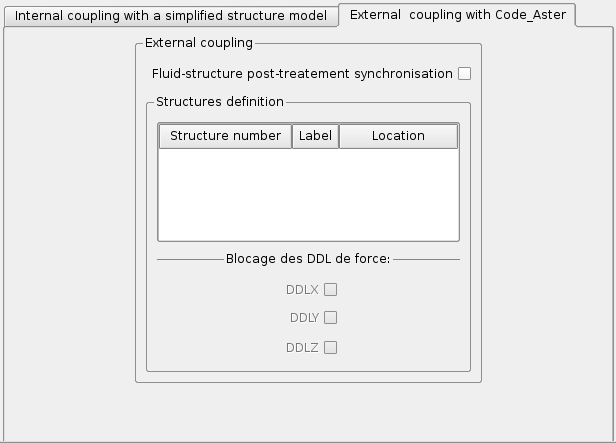 Internal coupling with a simplified structure model
External coupling with Code_Aster
External coupling
Fluid-structure post-treatement synchronisation
Structures definition
Structure number Label Location
Blocage des DDL de force:
DDLX
DDLY
DDLZ